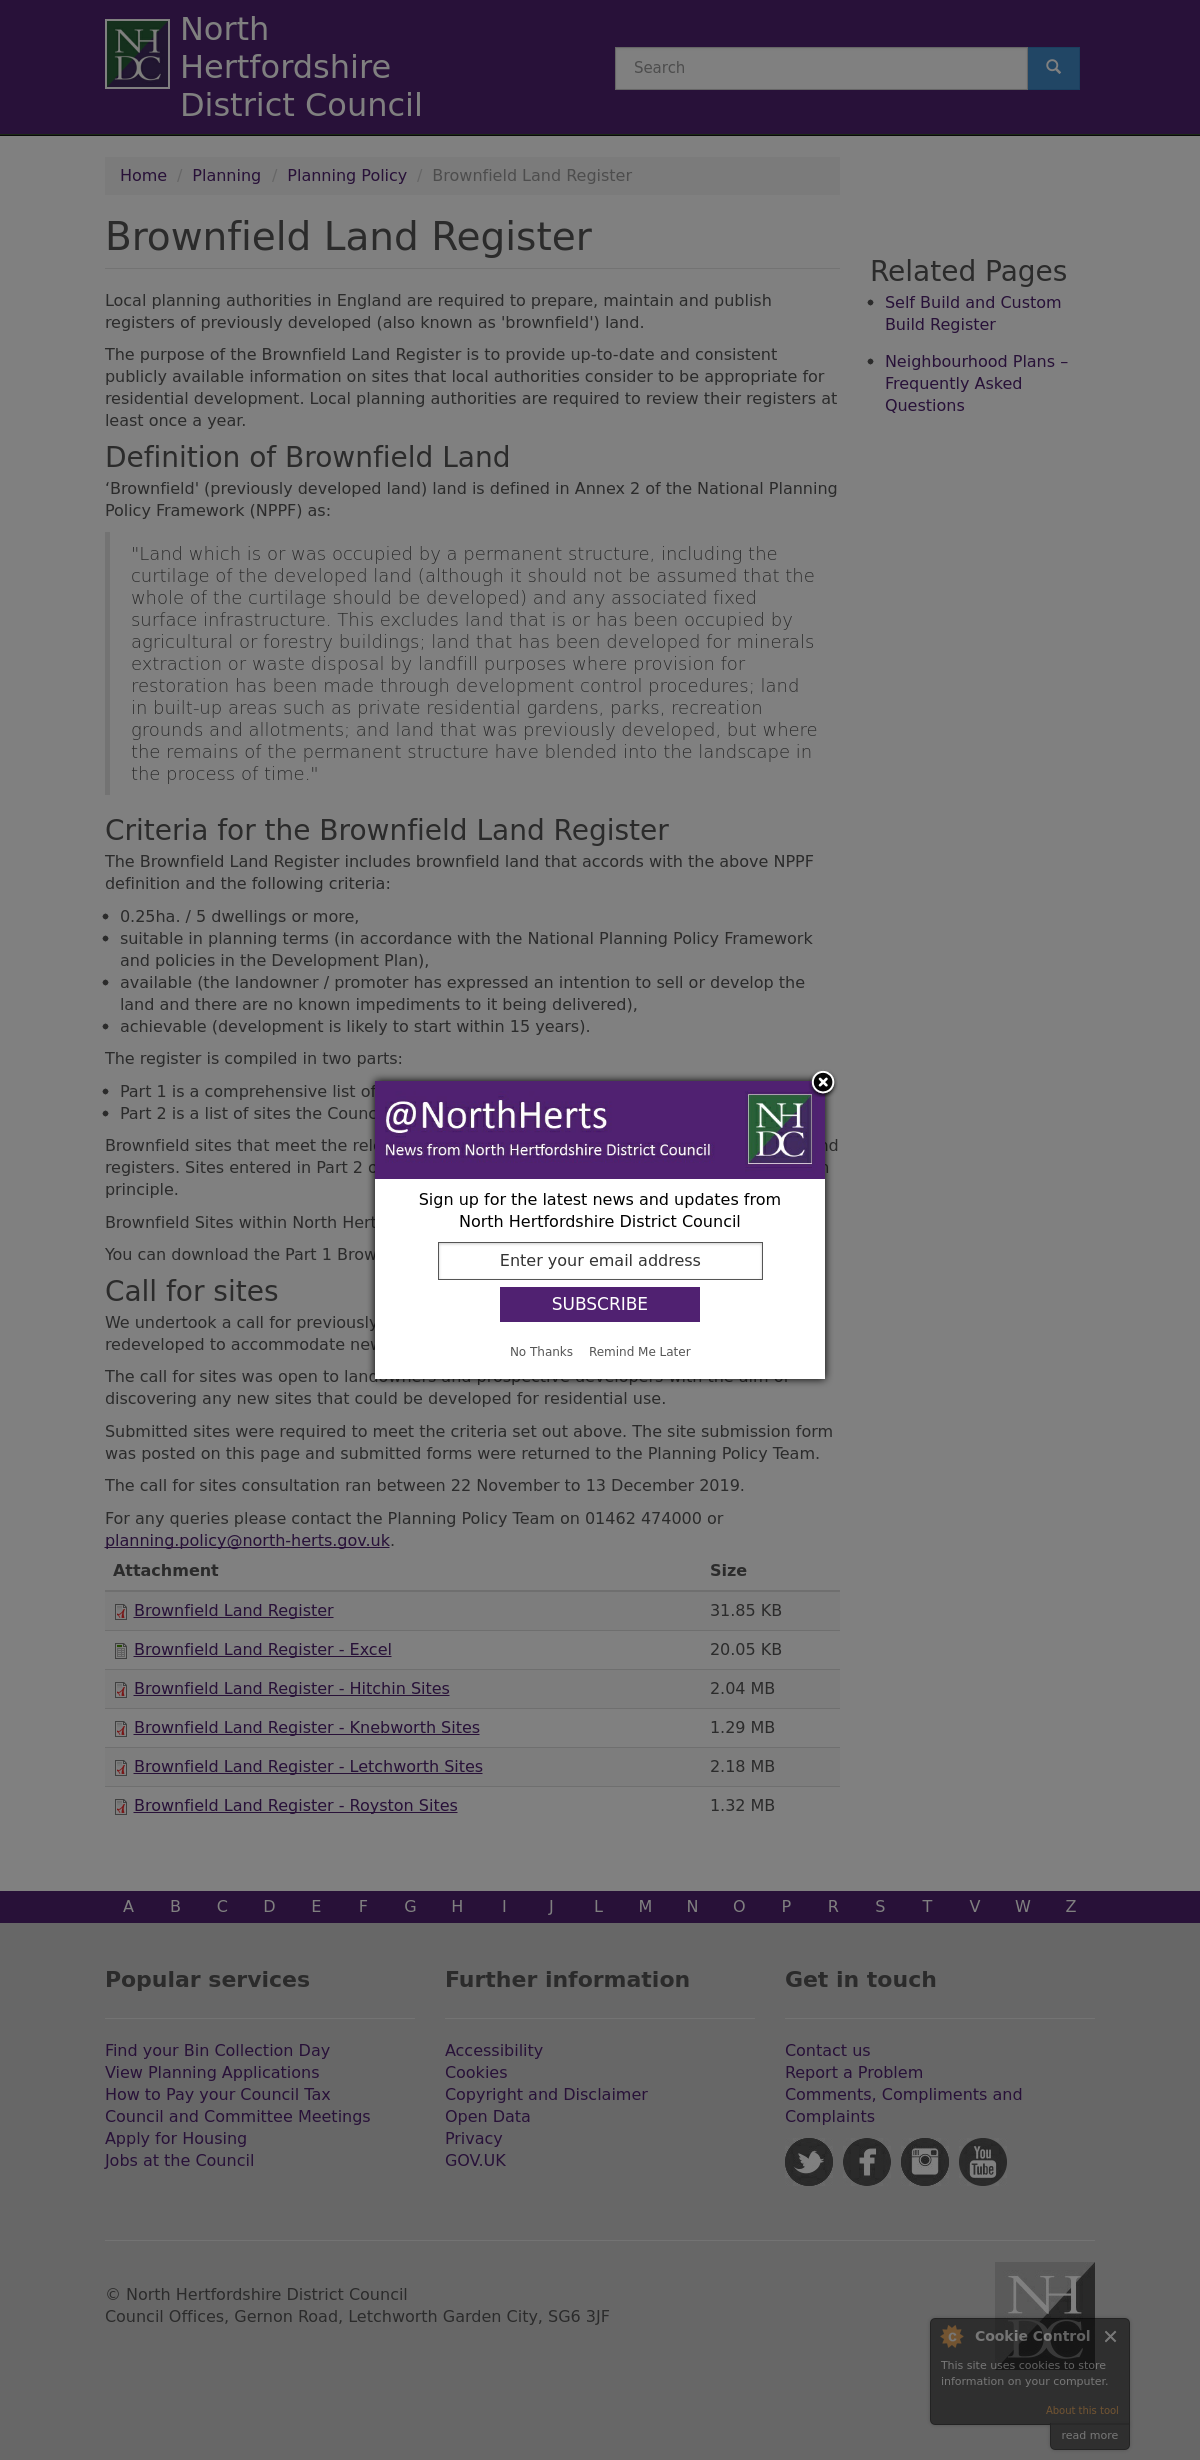 NH
DC
North
Hertfordshire
District Council
Search
Home / Planning / Planning Policy / Brownfield Land Register
Brownfield Land Register
Local planning authorities in England are required to prepare, maintain and publish
registers of previously developed (also known as 'brownfield') land.
The purpose of the Brownfield Land Register is to provide up-to-date and consistent
publicly available information on sites that local authorities consider to be appropriate for
residential development. Local planning authorities are required to review their registers at
least once a year.
Definition of Brownfield Land
‘Brownfield' (previously developed land) land is defined in Annex 2 of the National Planning
Policy Framework (NPPF) as:
"Land which is or was occupied by a permanent structure, including the
curtilage of the developed land (although it should not be assumed that the
whole of the curtilage should be developed) and any associated fixed
surface infrastructure. This excludes land that is or has been occupied by
agricultural or forestry buildings; land that has been developed for minerals
extraction or waste disposal by landfill purposes where provision for
restoration has been made through development control procedures; land
in built-up areas such as private residential gardens, parks, recreation
grounds and allotments; and land that was previously developed, but where
the remains of the permanent structure have blended into the landscape in
the process of time."
Criteria for the Brownfield Land Register
The Brownfield Land Register includes brownfield land that accords with the above NPPF
definition and the following criteria:
• 0.25ha. / 5 dwellings or more,
• suitable in planning terms (in accordance with the National Planning Policy Framework
and policies in the Development Plan),
• available (the landowner / promoter has expressed an intention to sell or develop the
land and there are no known impediments to it being delivered),
• achievable (development is likely to start within 15 years).
The register is compiled in two parts:
• Part 1 is a comprehensive list of
• Part 2 is a list of sites the
Brownfield sites that meet the
registers. Sites entered in Part 2
principle.
Brownfield Sites within North
You can download the Part 1
Call for sites
We undertook a call for previously
redeveloped to accommodate
The call for sites was open to landowners and prospective developers with the aim of
discovering any new sites that could be developed for residential use.
Submitted sites were required to meet the criteria set out above. The site submission form
was posted on this page and submitted forms were returned to the Planning Policy Team.
The call for sites consultation ran between 22 November to 13 December 2019.
For any queries please contact the Planning Policy Team on 01462 474000 or
planning.policy@north-herts.gov.uk.
Attachment Size
Brownfield Land Register 31.85 KB
Brownfield Land Register - Excel 20.05 KB
Brownfield Land Register - Hitchin Sites 2.04 MB
Brownfield Land Register - Knebworth Sites 1.29 MB
Brownfield Land Register - Letchworth Sites 2.18 MB
Brownfield Land Register - Royston Sites 1.32 MB
Related Pages
• Self Build and Custom
Build Register
• Neighbourhood Plans –
Frequently Asked
Questions
@NorthHerts
News from North Hertfordshire District Council
NH
DC
Sign up for the latest news and updates from
North Hertfordshire District Council
Enter your email address
SUBSCRIBE
No Thanks Remind Me Later
A B C D E F G H I J L M N O P R S T V W Z
Popular services
Find your Bin Collection Day
View Planning Applications
How to Pay your Council Tax
Council and Committee Meetings
Apply for Housing
Jobs at the Council
Further information
Accessibility
Cookies
Copyright and Disclaimer
Open Data
Privacy
GOV.UK
Get in touch
Contact us
Report a Problem
Comments, Compliments and
Complaints
You
Tube
© North Hertfordshire District Council
Council Offices, Gernon Road, Letchworth Garden City, SG6 3JF
NH
DC
C Cookie Control
This site uses cookies to store
information on your computer.
About this tool
read more